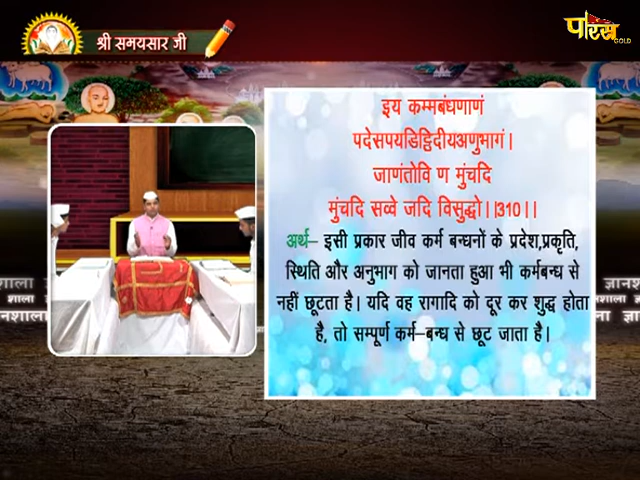 श्री समयसार जी
पारस
GOLD
इय कम्मबंधणाणं
पदेसपयडिट्ठिदीयअणुभागं।
जाणंतोवि ण मुंचदि
मुंचदि सव्वे जदि विसुद्धो।।310।।
अर्थ– इसी प्रकार जीव कर्म बन्धनों के प्रदेश,प्रकृति,
स्थिति और अनुभाग को जानता हुआ भी कर्मबन्ध से
नहीं छूटता है। यदि वह रागादि को दूर कर शुद्ध होता
है, तो सम्पूर्ण कर्म–बन्ध से छूट जाता है।